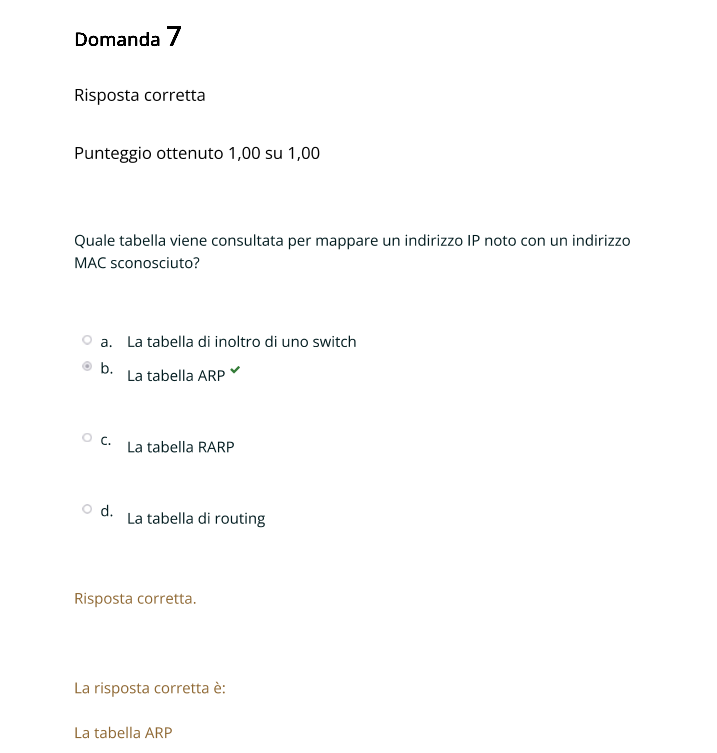 Domanda 7
Risposta corretta
Punteggio ottenuto 1,00 su 1,00
Quale tabella viene consultata per mappare un indirizzo IP noto con un indirizzo
MAC sconosciuto?
a. La tabella di inoltro di uno switch
b. La tabella ARP
c. La tabella RARP
d. La tabella di routing
Risposta corretta.
La risposta corretta è:
La tabella ARP